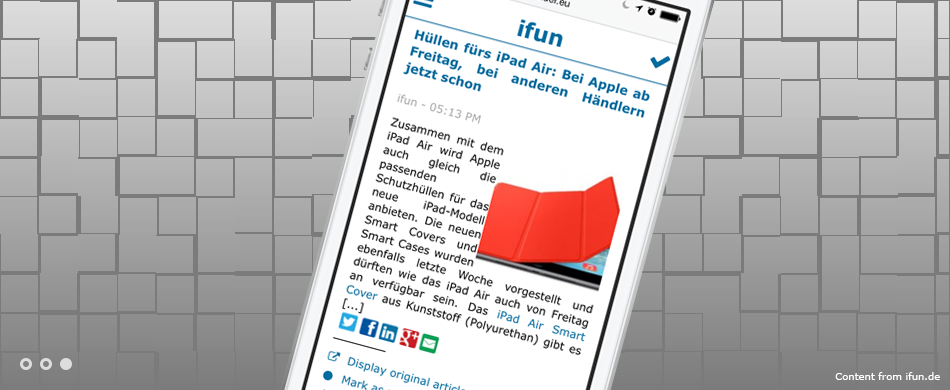 ifun
Hüllen fürs iPad Air: Bei Apple ab
Freitag, bei anderen Händlern
jetzt schon
ifun - 05:13 PM
Zusammen mit dem
iPad Air wird Apple
auch gleich die
passenden
Schutzhüllen für das
neue iPad-Modell
anbieten. Die neuen
Smart Covers und
Smart Cases wurden
ebenfalls letzte Woche vorgestellt und
dürften wie das iPad Air auch von Freitag
an verfügbar sein. Das iPad Air Smart
Cover aus Kunststoff (Polyurethan) gibt es
[...]
Display original article
Mark as
Content from ifun.de